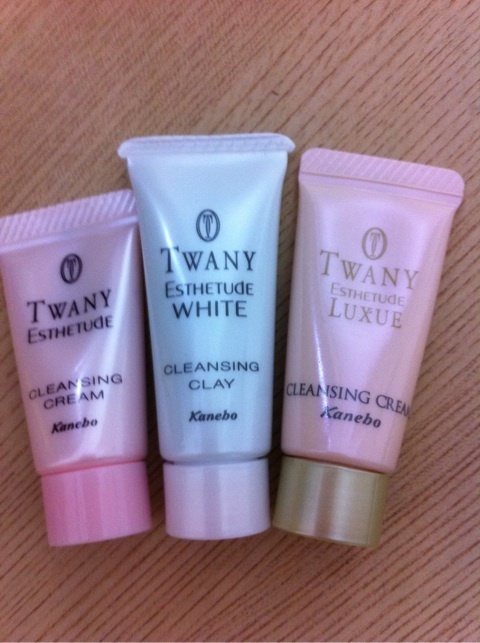 TWANY
ESTHETUDE
CLEANSING
CREAM
Kanebo
TWANY
ESTHETUDE
WHITE
CLEANSING
CLAY
Kanebo
TWANY
ESTHETUDE
LUXUE
CLEANSING CREAM
Kanebo